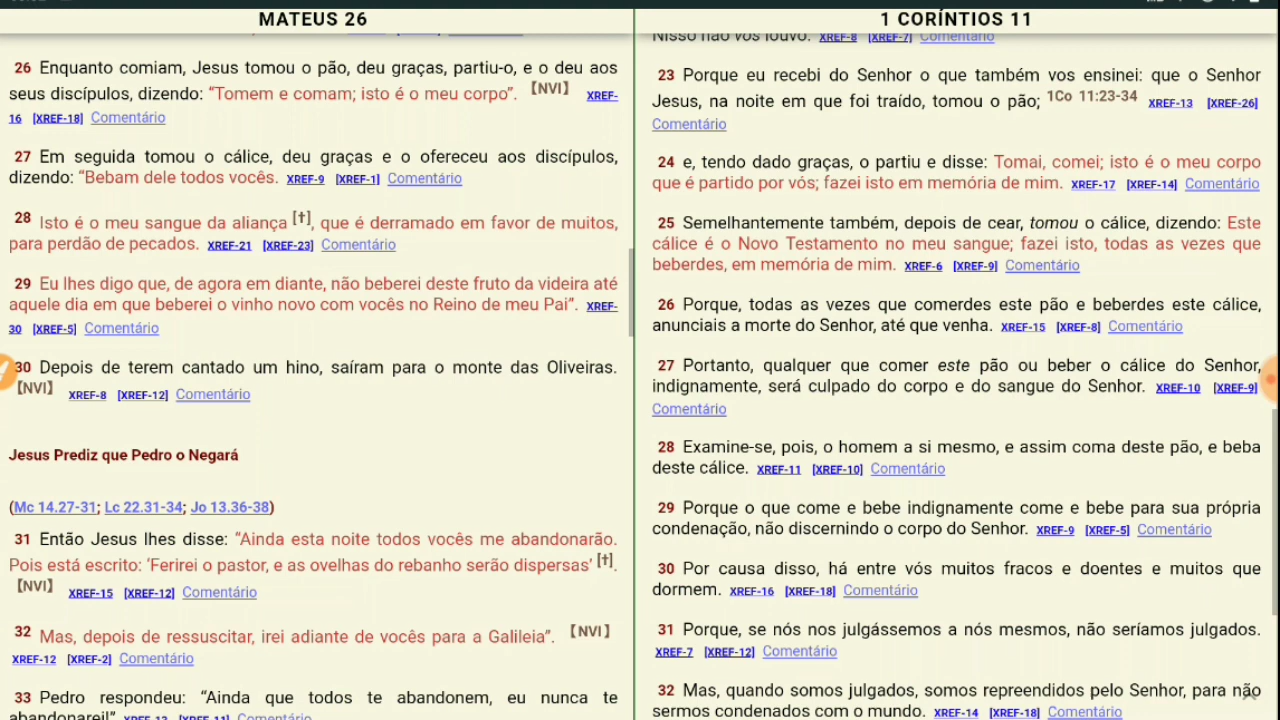 MATEUS 26
26 Enquanto comiam, Jesus tomou o pão, deu graças, partiu-o, e o deu aos
seus discípulos, dizendo: “Tomem e comam; isto é o meu corpo”. 【NVI】 XREF-
16 [XREF-18] Comentário
27 Em seguida tomou o cálice, deu graças e o ofereceu aos discípulos,
dizendo: “Bebam dele todos vocês. XREF-9 [XREF-1] Comentário
28 Isto é o meu sangue da aliança [†], que é derramado em favor de muitos,
para perdão de pecados. XREF-21 [XREF-23] Comentário
29 Eu lhes digo que, de agora em diante, não beberei deste fruto da videira até
aquele dia em que beberei o vinho novo com vocês no Reino de meu Pai”. XREF-
30 [XREF-5] Comentário
30 Depois de terem cantado um hino, saíram para o monte das Oliveiras.
【NVI】 XREF-8 [XREF-12] Comentário
Jesus Prediz que Pedro o Negará
(Mc 14.27-31; Lc 22.31-34; Jo 13.36-38)
31 Então Jesus lhes disse: “Ainda esta noite todos vocês me abandonarão.
Pois está escrito: ‘Ferirei o pastor, e as ovelhas do rebanho serão dispersas’ [†].
【NVI】 XREF-15 [XREF-12] Comentário
32 Mas, depois de ressuscitar, irei adiante de vocês para a Galileia”. 【NVI】
XREF-12 [XREF-2] Comentário
33 Pedro respondeu: “Ainda que todos te abandonem, eu nunca te
abandonarei!” XREF-13 [XREF-11] Comentário
1 CORÍNTIOS 11
Nisso não vos louvo. XREF-8 [XREF-7] Comentário
23 Porque eu recebi do Senhor o que também vos ensinei: que o Senhor
Jesus, na noite em que foi traído, tomou o pão; 1Co 11:23-34 XREF-13 [XREF-26]
Comentário
24 e, tendo dado graças, o partiu e disse: Tomai, comei; isto é o meu corpo
que é partido por vós; fazei isto em memória de mim. XREF-17 [XREF-14] Comentário
25 Semelhantemente também, depois de cear, tomou o cálice, dizendo: Este
cálice é o Novo Testamento no meu sangue; fazei isto, todas as vezes que
beberdes, em memória de mim. XREF-6 [XREF-9] Comentário
26 Porque, todas as vezes que comerdes este pão e beberdes este cálice,
anunciais a morte do Senhor, até que venha. XREF-15 [XREF-8] Comentário
27 Portanto, qualquer que comer este pão ou beber o cálice do Senhor,
indignamente, será culpado do corpo e do sangue do Senhor. XREF-10 [XREF-9]
Comentário
28 Examine-se, pois, o homem a si mesmo, e assim coma deste pão, e beba
deste cálice. XREF-11 [XREF-10] Comentário
29 Porque o que come e bebe indignamente come e bebe para sua própria
condenação, não discernindo o corpo do Senhor. XREF-9 [XREF-5] Comentário
30 Por causa disso, há entre vós muitos fracos e doentes e muitos que
dormem. XREF-16 [XREF-18] Comentário
31 Porque, se nós nos julgássemos a nós mesmos, não seríamos julgados.
XREF-7 [XREF-12] Comentário
32 Mas, quando somos julgados, somos repreendidos pelo Senhor, para não
sermos condenados com o mundo. XREF-14 [XREF-18] Comentário